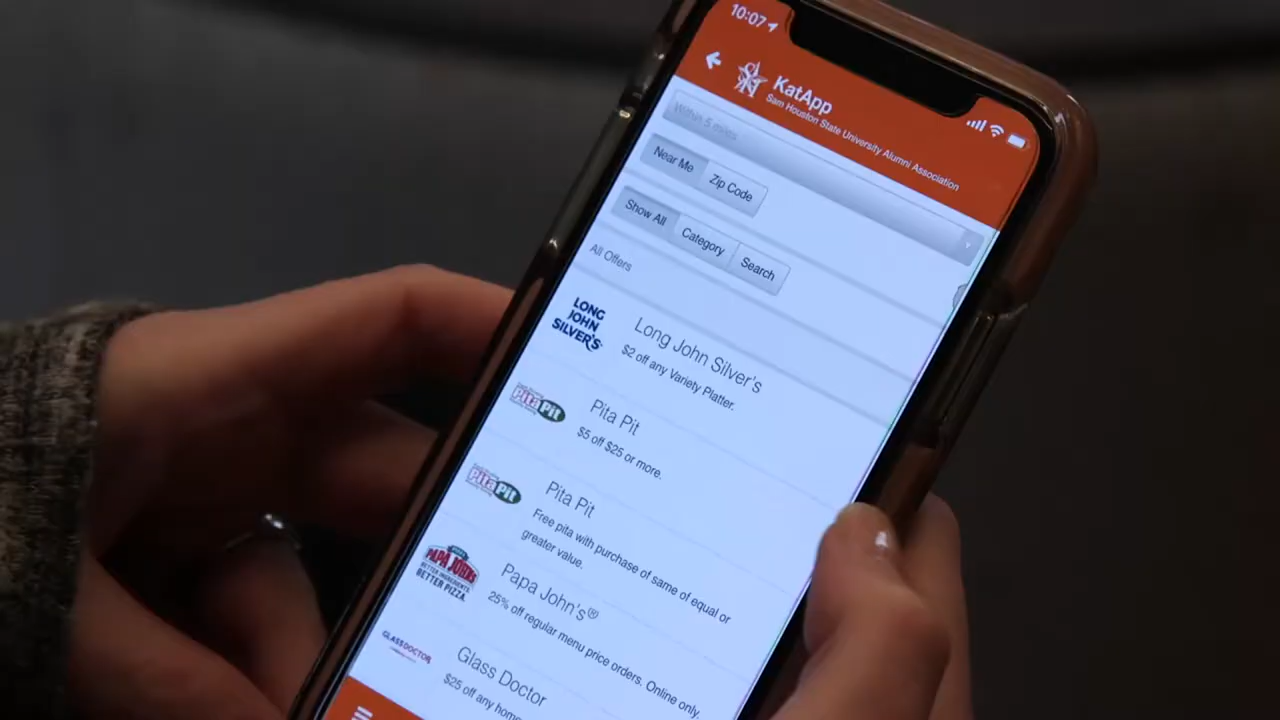 10:07
KatApp
Sam Houston State University Alumni Association
Within 5 miles
Near Me
Zip Code
Show All
Category
Search
All Offers
LONG
JOHN
SILVER'S
Long John Silver's
$2 off any Variety Platter.
Pita Pit
Pita Pit
$5 off $25 or more.
Pita Pit
Pita Pit
Free pita with purchase of same of equal or
greater value.
PAPA JOHNS
BETTER INGREDIENTS.
BETTER PIZZA.
Papa John's®
25% off regular menu price orders. Online only.
GLASS DOCTOR
Glass Doctor
$25 off any home